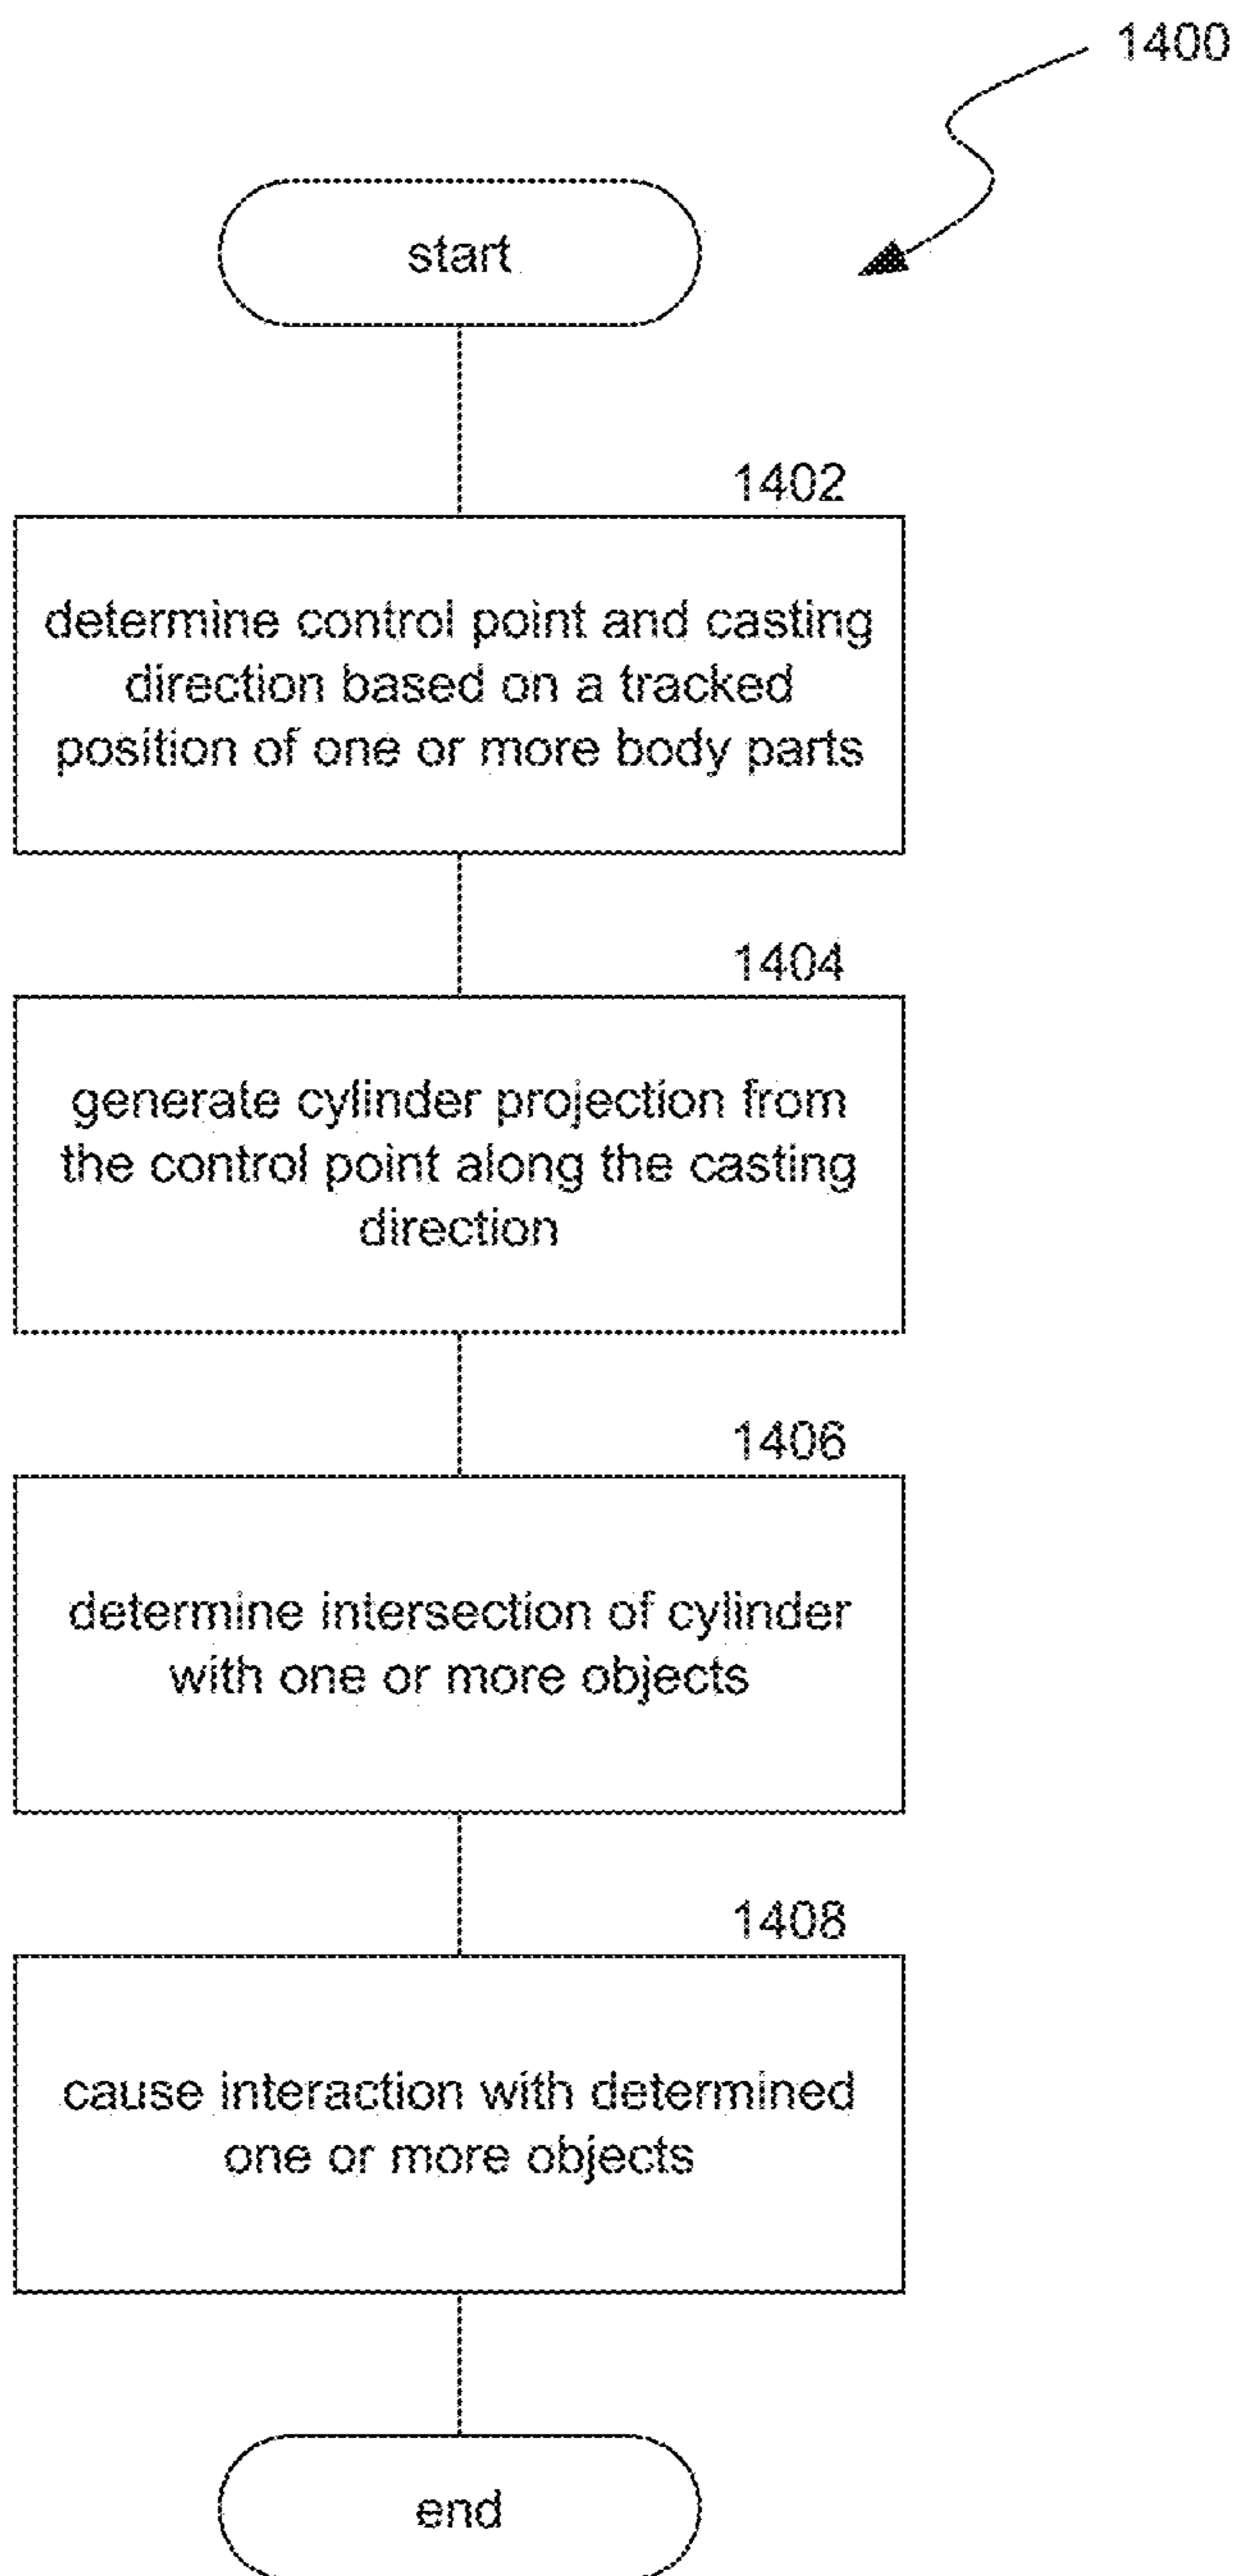 1400
start
1402
determine control point and casting
direction based on a tracked
position of one or more body parts
1404
generate cylinder projection from
the control point along the casting
direction
1406
determine intersection of cylinder
with one or more objects
1408
cause interaction with determined
one or more objects
end